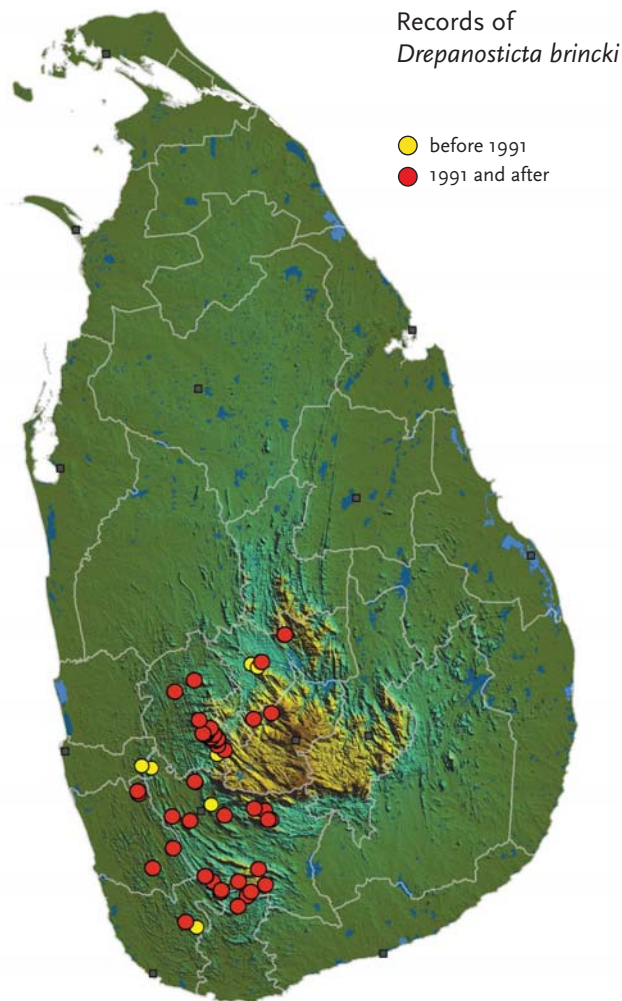 Records of
Drepanosticta brincki
before 1991
1991 and after